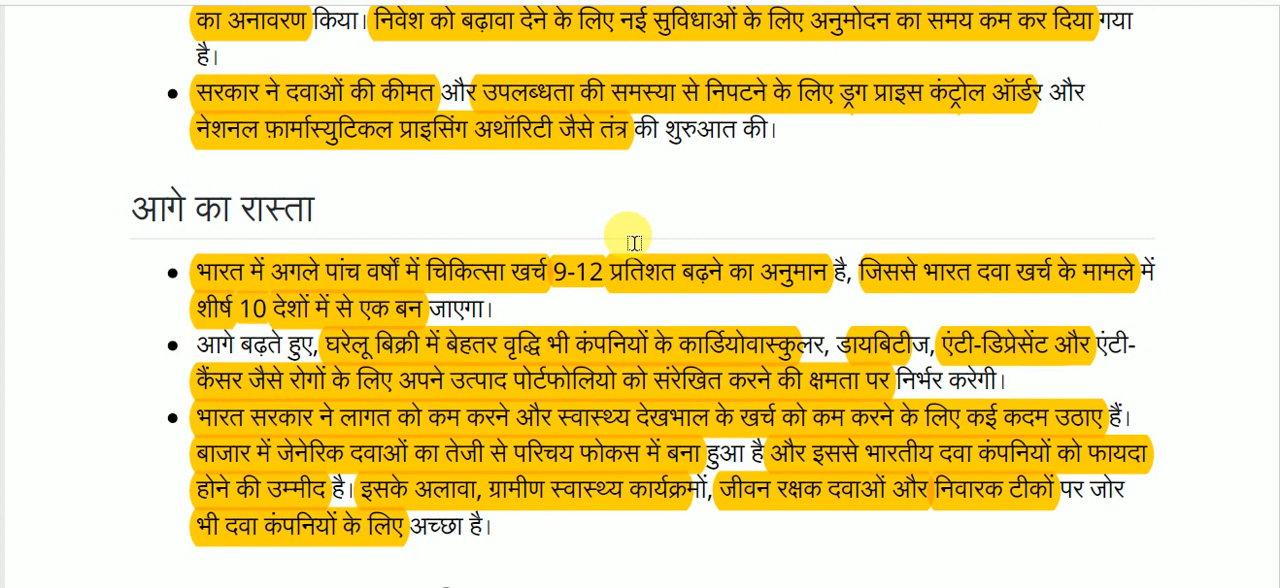 का अनावरण किया। निवेश को बढ़ावा देने के लिए नई सुविधाओं के लिए अनुमोदन का समय कम कर दिया गया
है।
• सरकार ने दवाओं की कीमत और उपलब्धता की समस्या से निपटने के लिए ड्रग प्राइस कंट्रोल ऑर्डर और
नेशनल फ़ार्मास्युटिकल प्राइसिंग अथॉरिटी जैसे तंत्र की शुरुआत की।
आगे का रास्ता
• भारत में अगले पांच वर्षों में चिकित्सा खर्च 9-12 प्रतिशत बढ़ने का अनुमान है, जिससे भारत दवा खर्च के मामले में
शीर्ष 10 देशों में से एक बन जाएगा।
• आगे बढ़ते हुए, घरेलू बिक्री में बेहतर वृद्धि भी कंपनियों के कार्डियोवास्कुलर, डायबिटीज, एंटी-डिप्रेसेंट और एंटी-
कैंसर जैसे रोगों के लिए अपने उत्पाद पोर्टफोलियो को संरेखित करने की क्षमता पर निर्भर करेगी।
• भारत सरकार ने लागत को कम करने और स्वास्थ्य देखभाल के खर्च को कम करने के लिए कई कदम उठाए हैं।
बाजार में जेनेरिक दवाओं का तेजी से परिचय फोकस में बना हुआ है और इससे भारतीय दवा कंपनियों को फायदा
होने की उम्मीद है। इसके अलावा, ग्रामीण स्वास्थ्य कार्यक्रमों, जीवन रक्षक दवाओं और निवारक टीकों पर जोर
भी दवा कंपनियों के लिए अच्छा है।